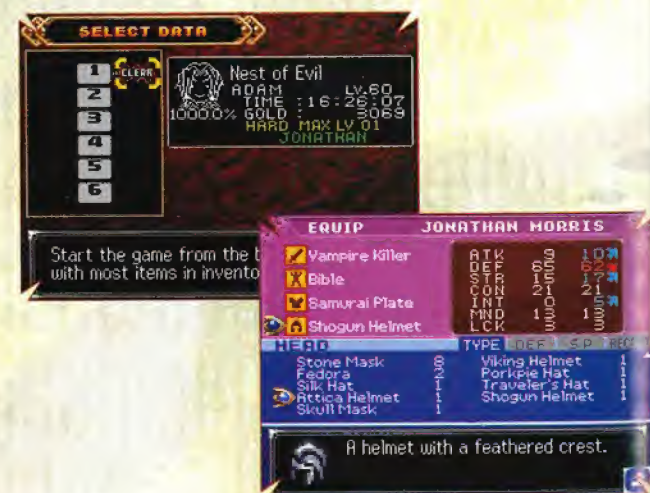 SELECT DATA
1 CLEAR
2
3
4
5
6
Nest of Evil
ADAM LV.60
TIME :16:26:07
1000.0% GOLD : 3069
HARD MAX LV 01
JONATHAN
Start the game from the b
with most items in invento
EQUIP JONATHAN MORRIS
Vampire Killer
Bible
Samurai Plate
Shogun Helmet
ATK 9 10
DEF 65 62
STR 15 17
CON 21 21
INT 0 5
MND 13 13
LCK 3 3
HEAD TYPE DEF S.P
Stone Mask 8
Fedora 2
Silk Hat 1
Attica Helmet 1
Skull Mask 1
Viking Helmet 1
Porkpie Hat 1
Traveler's Hat 1
Shogun Helmet 1
A helmet with a feathered crest.